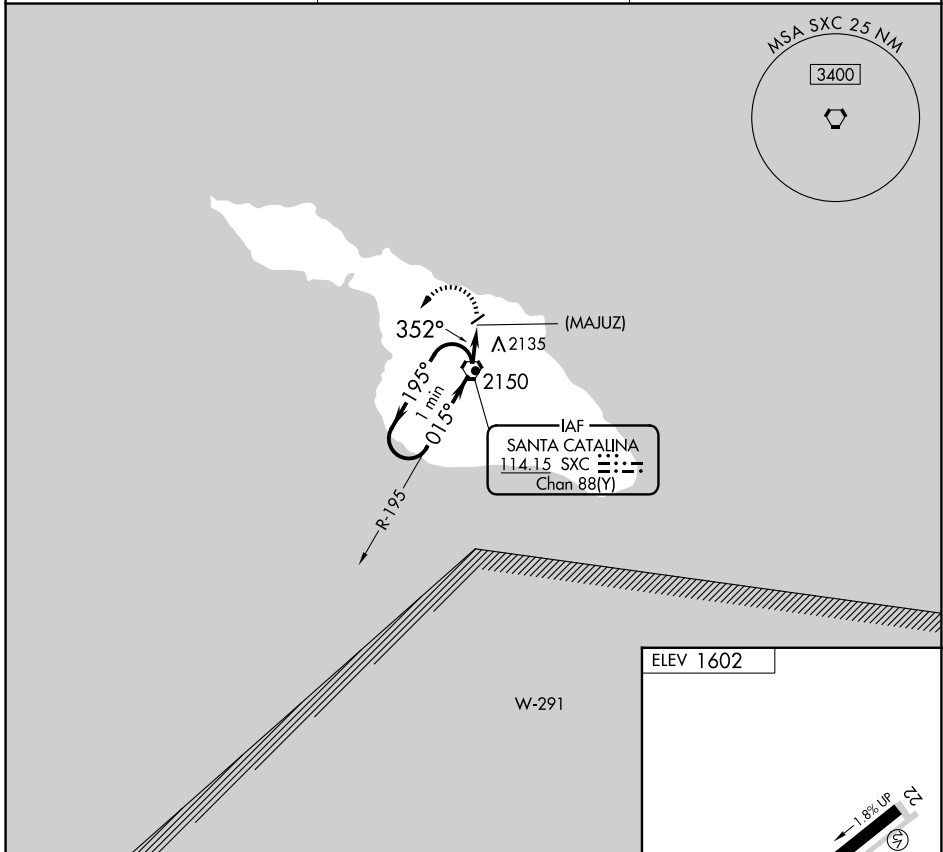 MSA SXC 25 NM
3400
(MAJUZ)
352°
2135
2150
195°
1 min
015°
IAF
SANTA CATALINA
114.15 SXC
Chan 88(Y)
R-195
W-291
ELEV 1602
1.8% UP
22